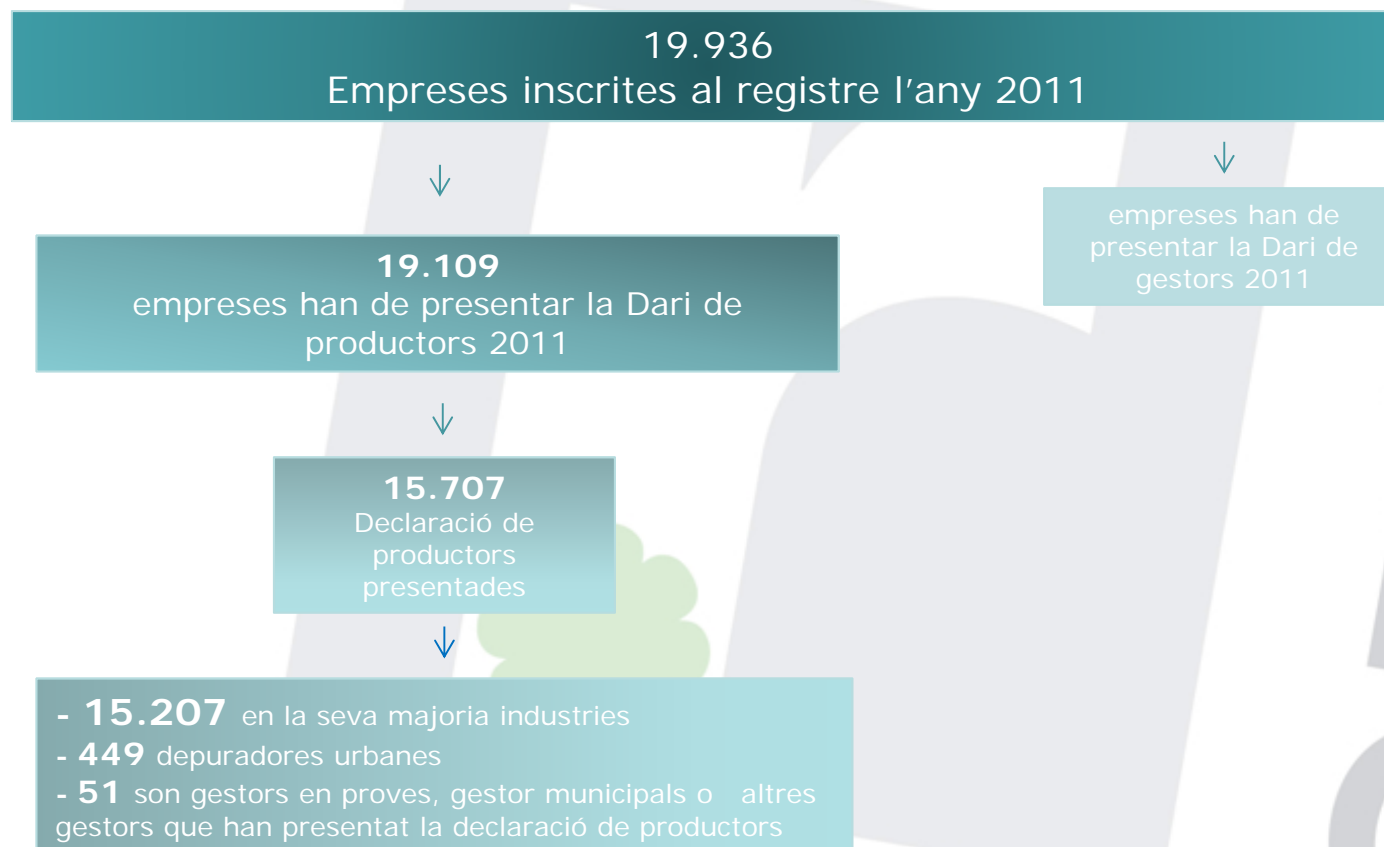 19.936
Empreses inscrites al registre l'any 2011
19.109
empreses han de presentar la Dari de
productors 2011
empreses han de
presentar la Dari de
gestors 2011
15.707
Declaració de
productors
presentades
- 15.207 en la seva majoria industries
- 449 depuradores urbanes
- 51 son gestors en proves, gestor municipals o altres
gestors que han presentat la declaració de productors